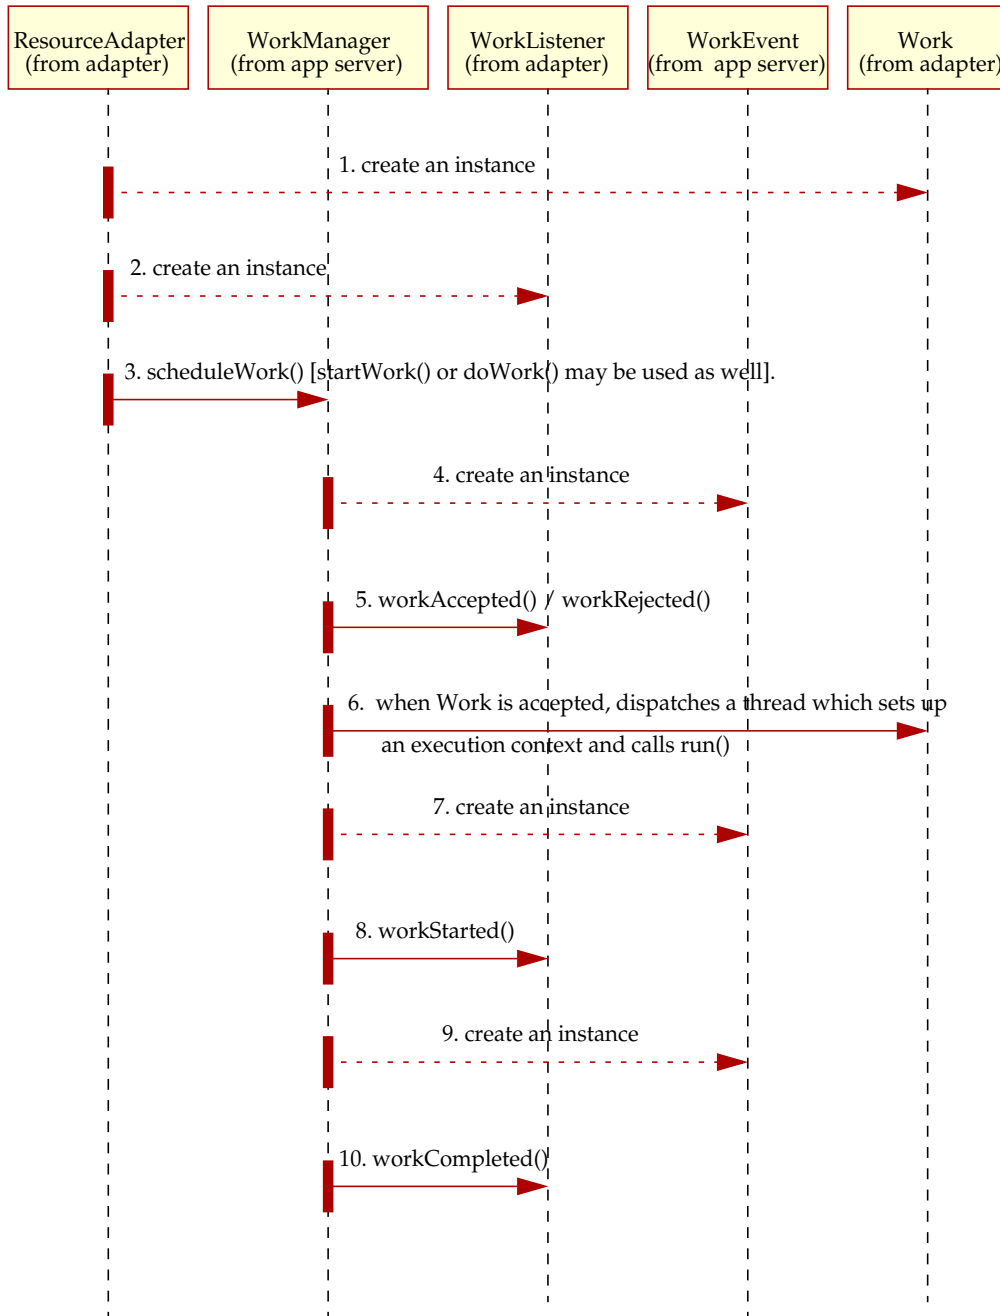 ResourceAdapter
(from adapter)
WorkManager
(from app server)
WorkListener
(from adapter)
WorkEvent
(from app server)
Work
(from adapter)
1. create an instance
2. create an instance
3. scheduleWork() [startWork() or doWork() may be used as well].
4. create an instance
5. workAccepted() / workRejected()
6. when Work is accepted, dispatches a thread which sets up
an execution context and calls run()
7. create an instance
8. workStarted()
9. create an instance
10. workCompleted()